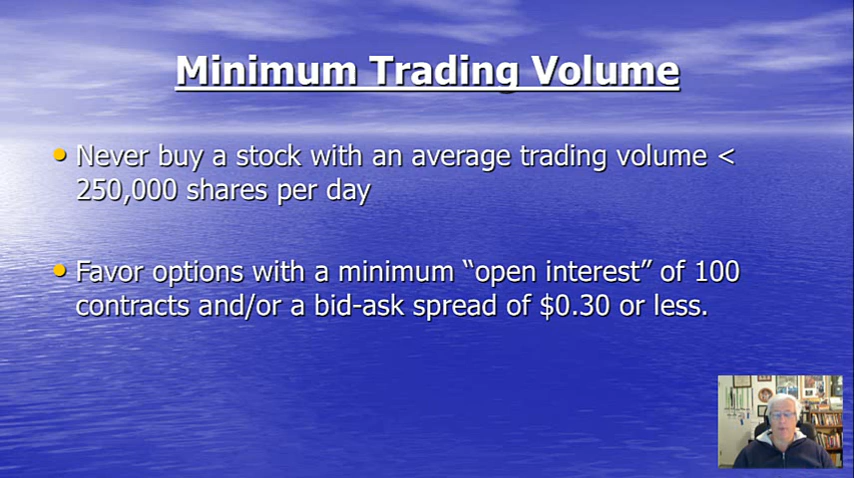 Minimum Trading Volume
Never buy a stock with an average trading volume <
250,000 shares per day
Favor options with a minimum “open interest” of 100
contracts and/or a bid-ask spread of $0.30 or less.